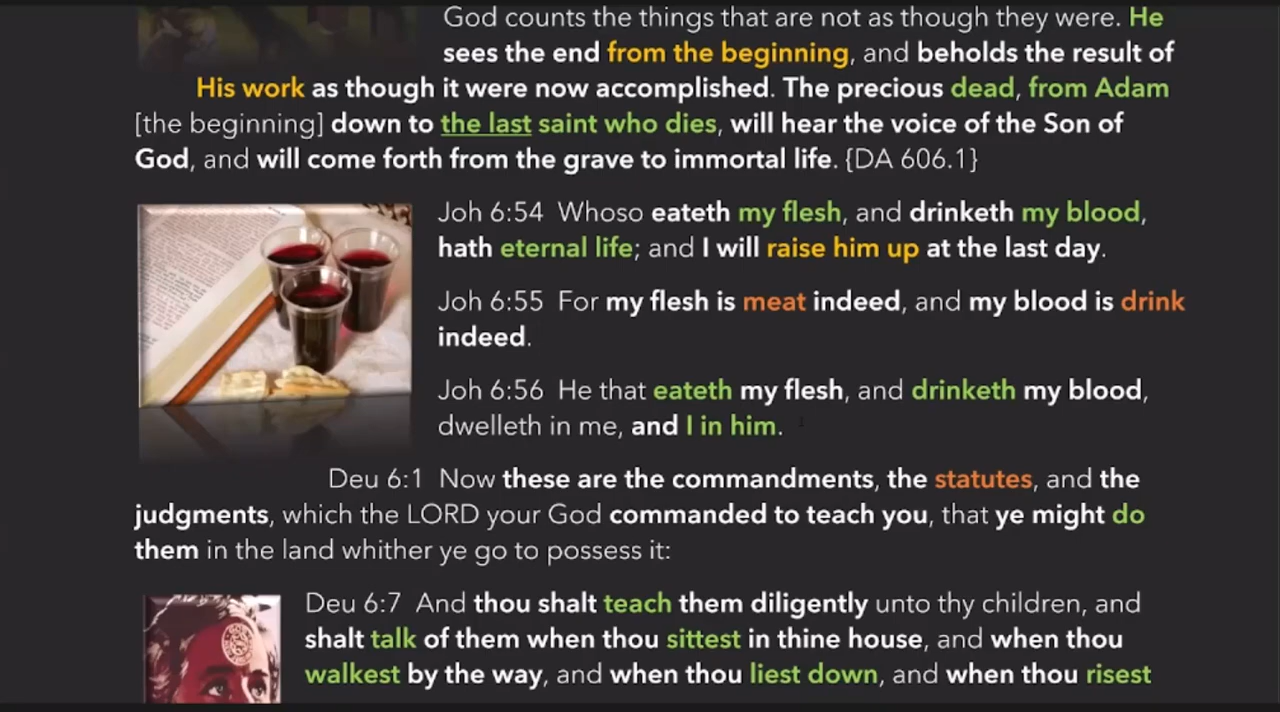 God counts the things that are not as though they were. He
sees the end from the beginning, and beholds the result of
His work as though it were now accomplished. The precious dead, from Adam
[the beginning] down to the last saint who dies, will hear the voice of the Son of
God, and will come forth from the grave to immortal life. {DA 606.1}
Joh 6:54  Whoso eateth my flesh, and drinketh my blood,
hath eternal life; and I will raise him up at the last day.
Joh 6:55  For my flesh is meat indeed, and my blood is drink
indeed.
Joh 6:56  He that eateth my flesh, and drinketh my blood,
dwelleth in me, and I in him.
Deu 6:1  Now these are the commandments, the statutes, and the
judgments, which the LORD your God commanded to teach you, that ye might do
them in the land whither ye go to possess it:
Deu 6:7  And thou shalt teach them diligently unto thy children, and
shalt talk of them when thou sittest in thine house, and when thou
walkest by the way, and when thou liest down, and when thou risest